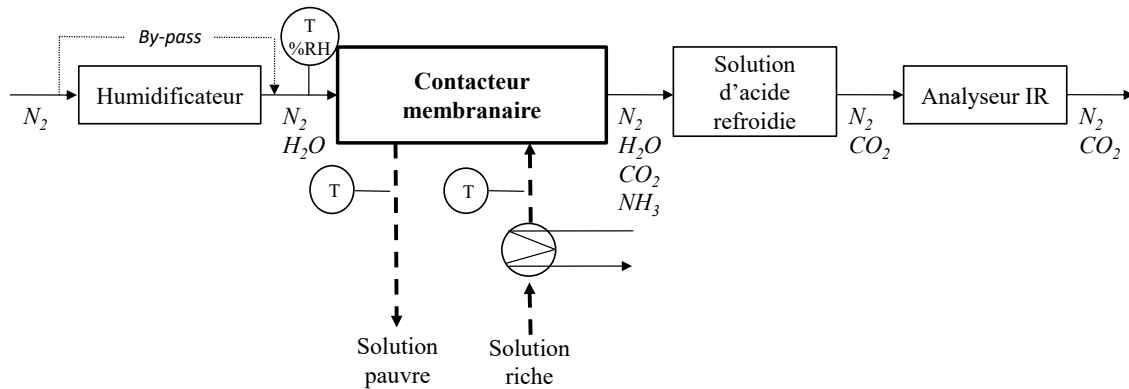 By-pass
T
%RH
N2
Humidificateur
N2
H2O
Contacteur
membranaire
N2
H2O
CO2
NH3
Solution
d’acide
refroidie
N2
CO2
Analyseur IR
N2
CO2
T
T
Solution
pauvre
Solution
riche